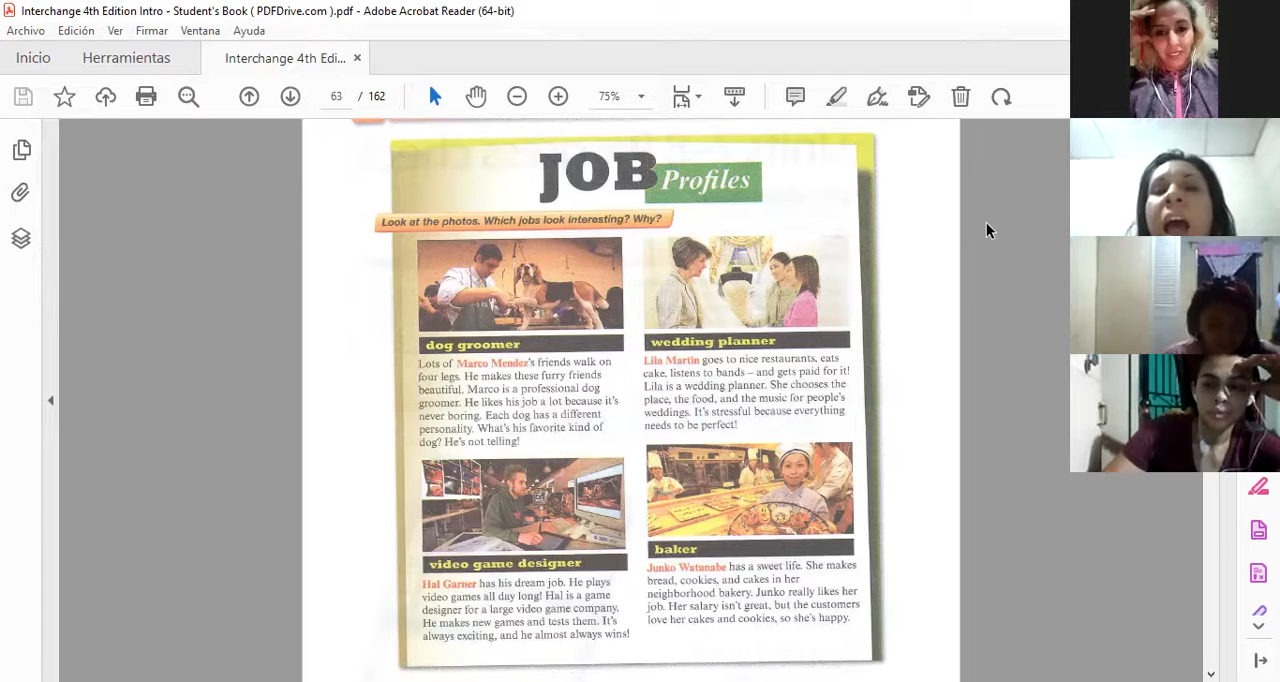 Interchange 4th Edition Intro - Student's Book ( PDFDrive.com ).pdf - Adobe Acrobat Reader (64-bit)
Archivo Edición Ver Firmar Ventana Ayuda
Inicio Herramientas Interchange 4th Edi... ×
63 / 162 75%
JOB
Profiles
Look at the photos. Which jobs look interesting? Why?
dog groomer
Lots of Marco Mendez's friends walk on
four legs. He makes these furry friends
beautiful. Marco is a professional dog
groomer. He likes his job a lot because it's
never boring. Each dog has a different
personality. What's his favorite kind of
dog? He's not telling!
wedding planner
Lila Martin goes to nice restaurants, eats
cake, listens to bands – and gets paid for it!
Lila is a wedding planner. She chooses the
place, the food, and the music for people's
weddings. It's stressful because everything
needs to be perfect!
video game designer
Hal Garner has his dream job. He plays
video games all day long! Hal is a game
designer for a large video game company.
He makes new games and tests them. It's
always exciting, and he almost always wins!
baker
Junko Watanabe has a sweet life. She makes
bread, cookies, and cakes in her
neighborhood bakery. Junko really likes her
job. Her salary isn't great, but the customers
love her cakes and cookies, so she's happy.